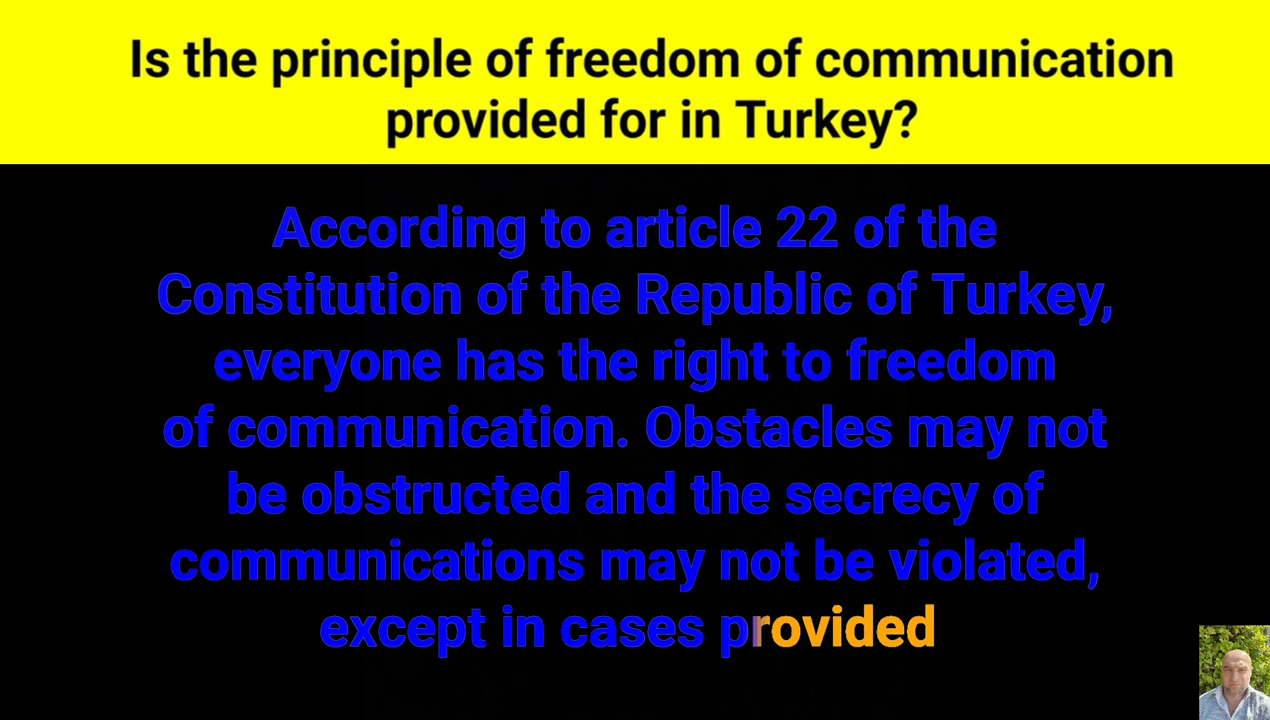 Is the principle of freedom of communication
provided for in Turkey?
According to article 22 of the
Constitution of the Republic of Turkey,
everyone has the right to freedom
of communication. Obstacles may not
be obstructed and the secrecy of
communications may not be violated,
except in cases provided